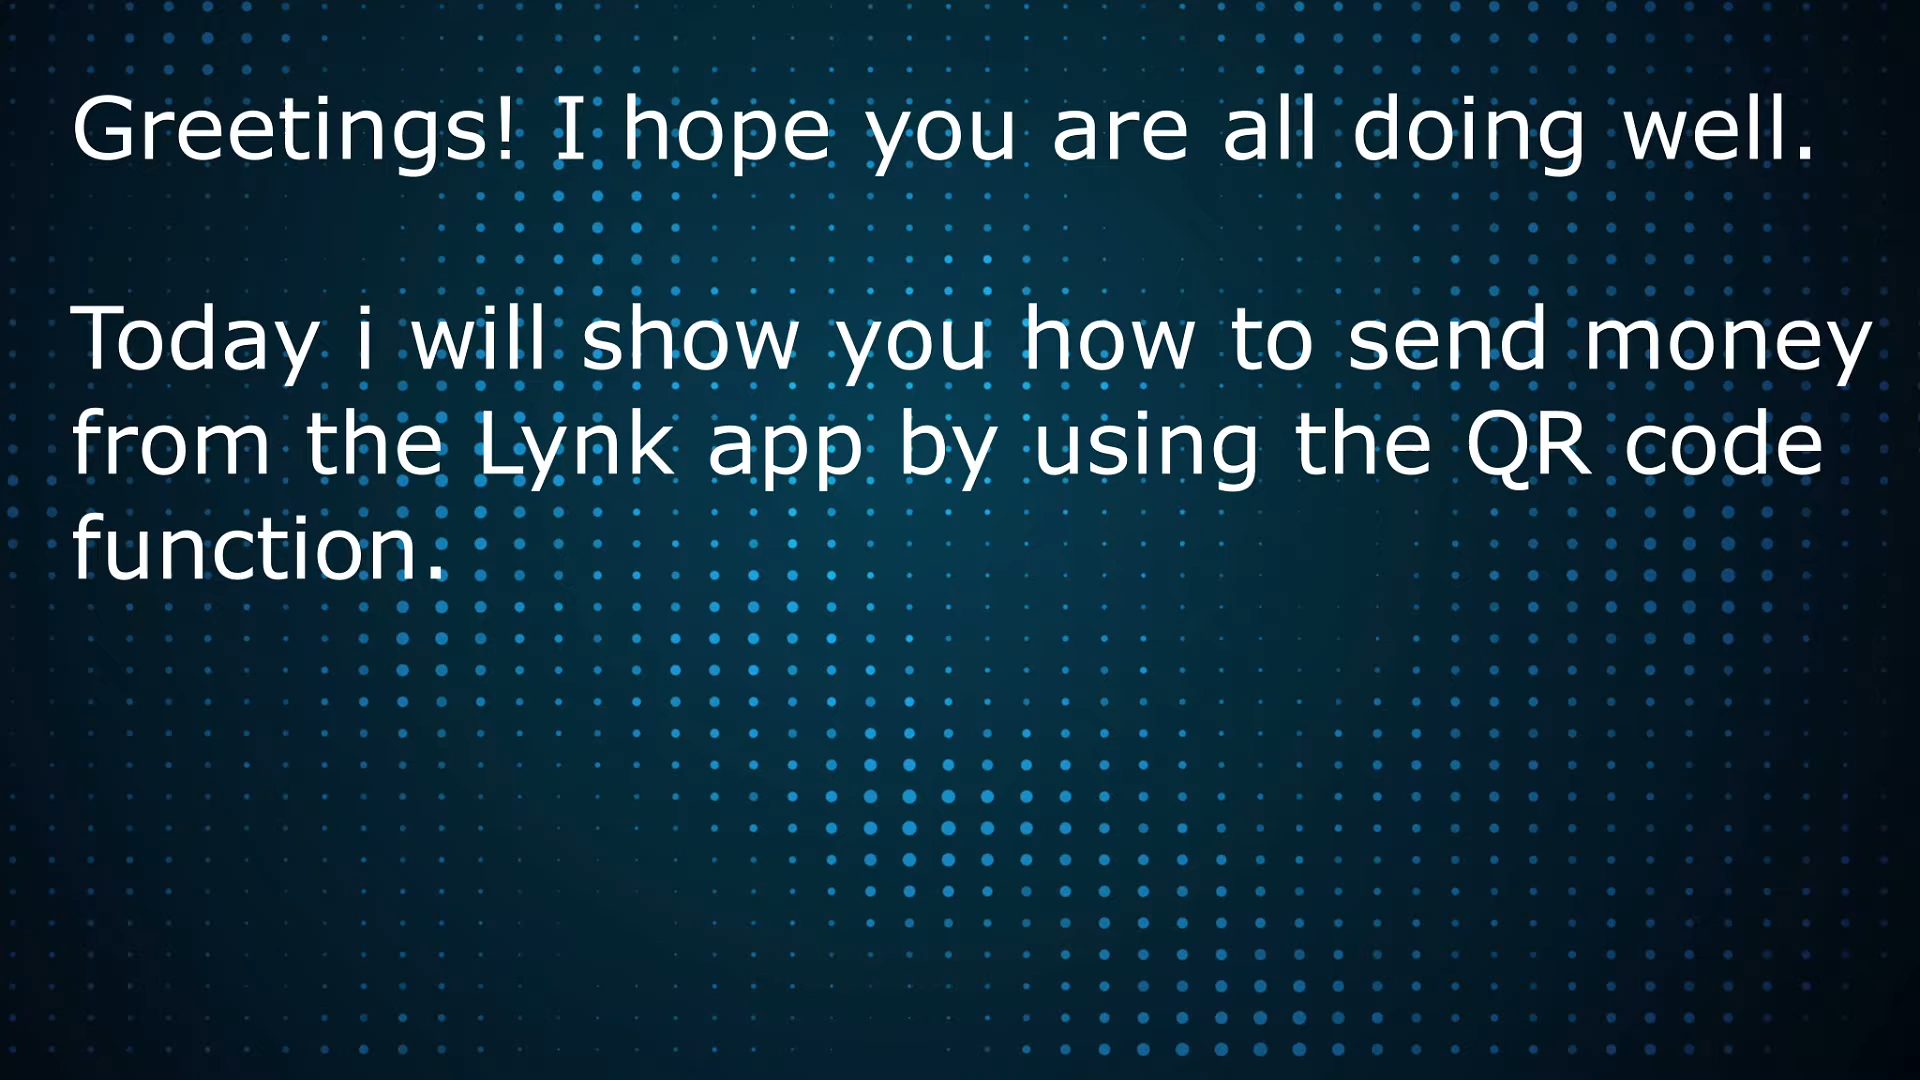 Greetings! I hope you are all doing well.
Today i will show you how to send money
from the Lynk app by using the QR code
function.